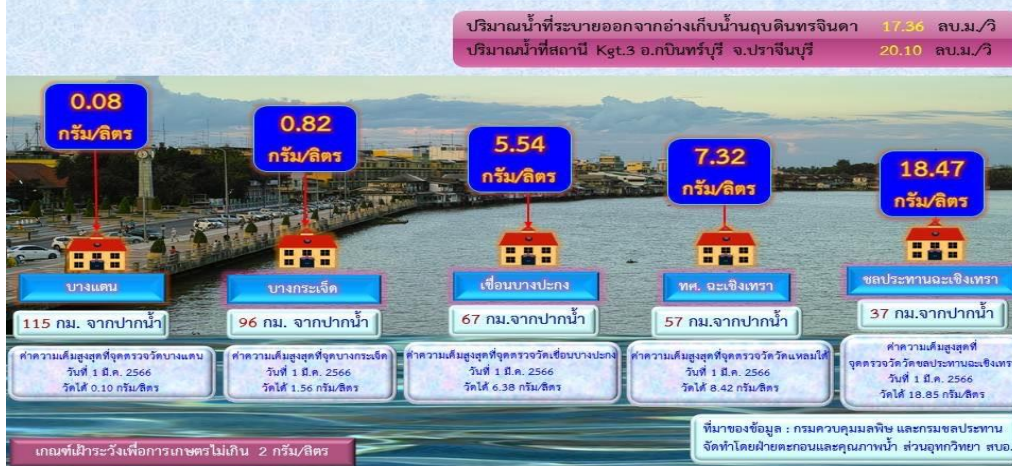 ปริมาณน้ำที่ระบายออกจากอ่างเก็บน้ำนฤบดินทรจินดา 17.36 ลบ.ม./วิ
ปริมาณน้ำที่สถานี Kgt.3 อ.กบินทร์บุรี จ.ปราจีนบุรี 20.10 ลบ.ม./วิ
0.08
กรัม/ลิตร
0.82
กรัม/ลิตร
5.54
กรัม/ลิตร
7.32
กรัม/ลิตร
18.47
กรัม/ลิตร
บางแตน
บางกระเจ็ด
เขื่อนบางปะกง
ทศ. ฉะเชิงเทรา
ชลประทานฉะเชิงเทรา
115 กม. จากปากน้ำ
96 กม. จากปากน้ำ
67 กม.จากปากน้ำ
57 กม.จากปากน้ำ
37 กม.จากปากน้ำ
ค่าความเค็มสูงสุดที่จุดตรวจวัดบางแตน
วันที่ 1 มี.ค. 2566
วัดได้ 0.10 กรัม/ลิตร
ค่าความเค็มสูงสุดที่จุดบางกระเจ็ด
วันที่ 1 มี.ค. 2566
วัดได้ 1.56 กรัม/ลิตร
ค่าความเค็มสูงสุดที่จุดตรวจวัดเขื่อนบางปะกง
วันที่ 1 มี.ค. 2566
วัดได้ 6.38 กรัม/ลิตร
ค่าความเค็มสูงสุดที่จุดตรวจวัดวัดแหลมใต้
วันที่ 1 มี.ค. 2566
วัดได้ 8.42 กรัม/ลิตร
ค่าความเค็มสูงสุดที่
จุดตรวจวัดวัดชลประทานฉะเชิงเทรา
วันที่ 1 มี.ค. 2566
วัดได้ 18.85 กรัม/ลิตร
เกณฑ์เฝ้าระวังเพื่อการเกษตรไม่เกิน 2 กรัม/ลิตร
ที่มาของข้อมูล : กรมควบคุมมลพิษ และกรมชลประทาน
จัดทำโดยฝ่ายตะกอนและคุณภาพน้ำ ส่วนอุทกวิทยา สบอ.